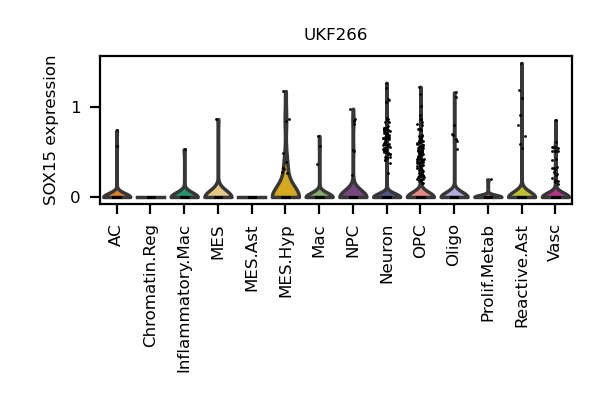 UKF266
SOX15 expression
1
0
AC
Chromatin.Reg
Inflammatory.Mac
MES
MES.Ast
MES.Hyp
Mac
NPC
Neuron
OPC
Oligo
Prolif.Metab
Reactive.Ast
Vasc